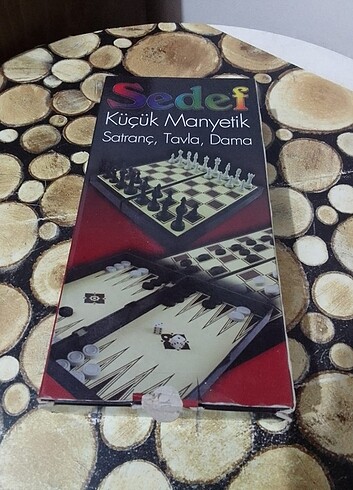 Sedef
Küçük Manyetik
Satranç, Tavla, Dama